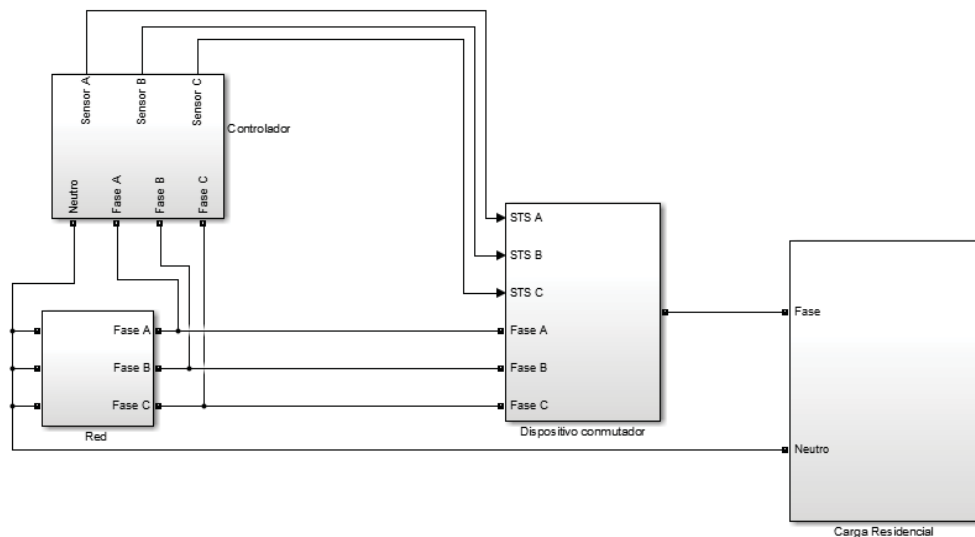 Sensor A
Sensor B
Sensor C
Controlador
Neutro
Fase A
Fase B
Fase C
STS A
STS B
STS C
Fase A
Fase B
Fase C
Dispositivo conmutador
Fase A
Fase B
Fase C
Red
Fase
Neutro
Carga Residencial